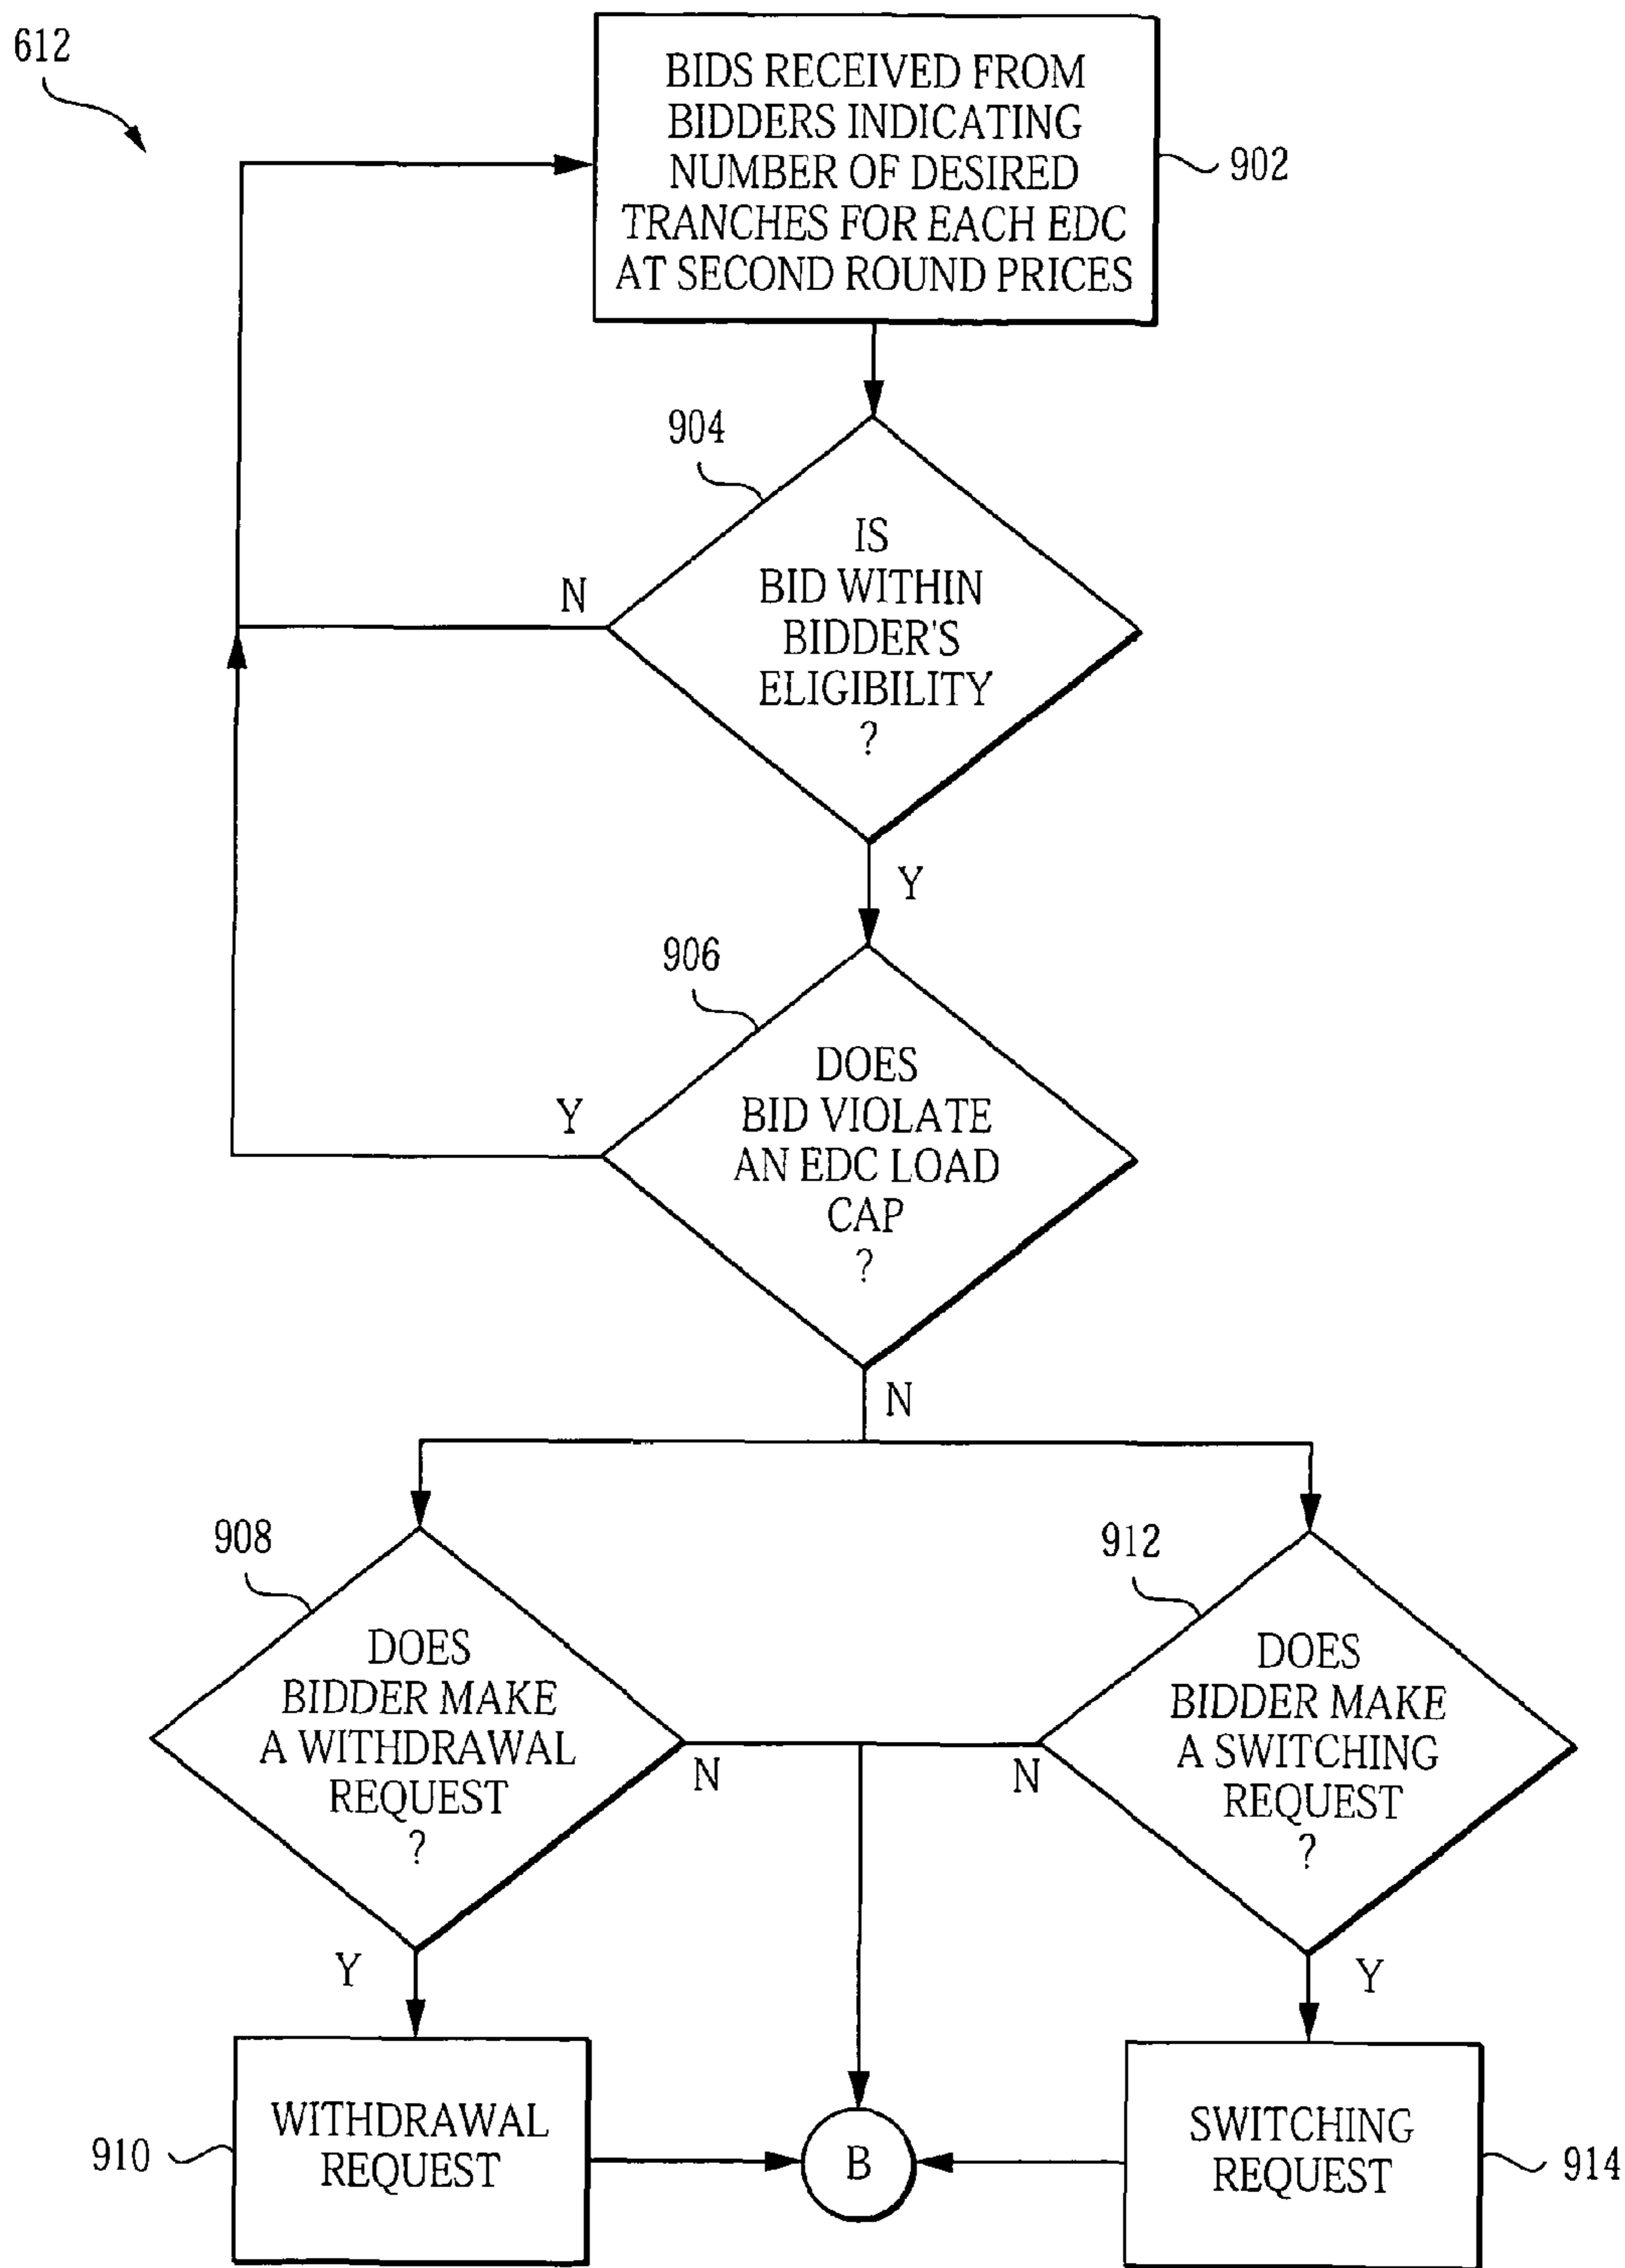 612
BIDS RECEIVED FROM
BIDDERS INDICATING
NUMBER OF DESIRED
TRANCHES FOR EACH EDC
AT SECOND ROUND PRICES
902
904
IS
BID WITHIN
BIDDER'S
ELIGIBILITY
?
N
Y
906
DOES
BID VIOLATE
AN EDC LOAD
CAP
?
Y
N
908
DOES
BIDDER MAKE
A WITHDRAWAL
REQUEST
?
N
Y
912
DOES
BIDDER MAKE
A SWITCHING
REQUEST
?
N
Y
910
WITHDRAWAL
REQUEST
B
SWITCHING
REQUEST
914